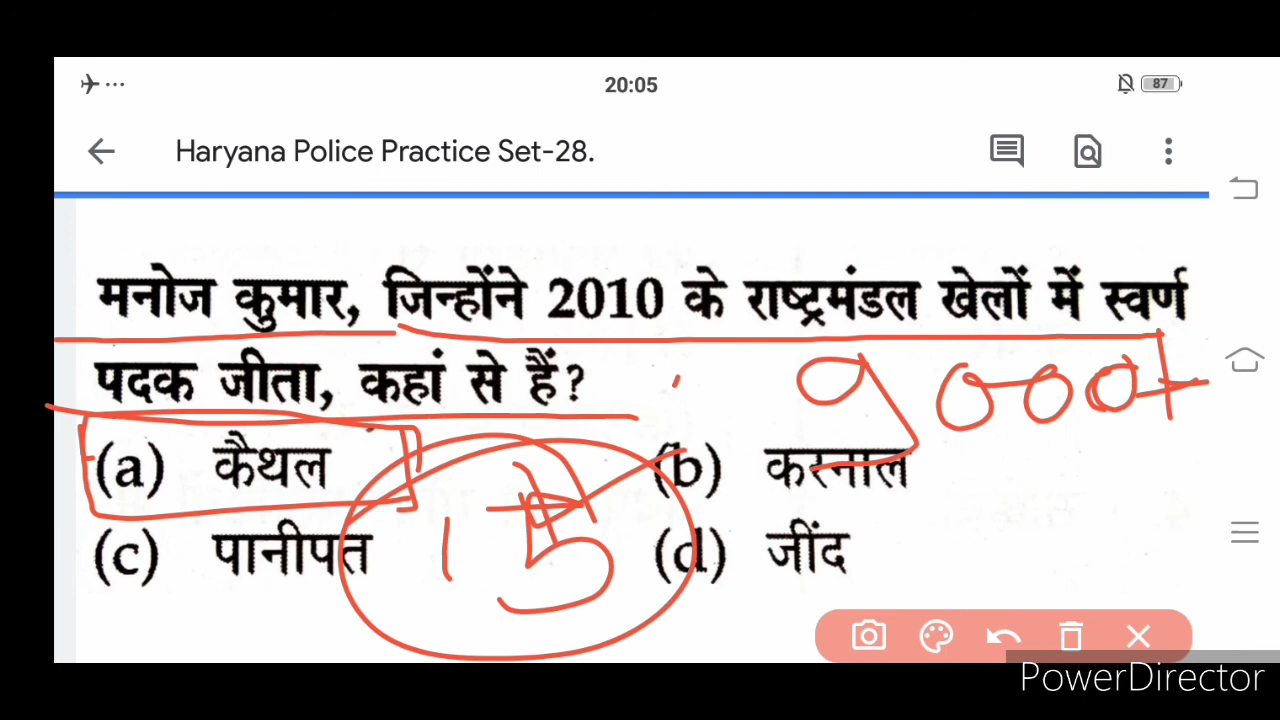 20:05
87
Haryana Police Practice Set-28.
मनोज कुमार, जिन्होंने 2010 के राष्ट्रमंडल खेलों में स्वर्ण
पदक जीता, कहां से हैं?
(a) कैथल (b) करनाल
(c) पानीपत (d) जींद
PowerDirector